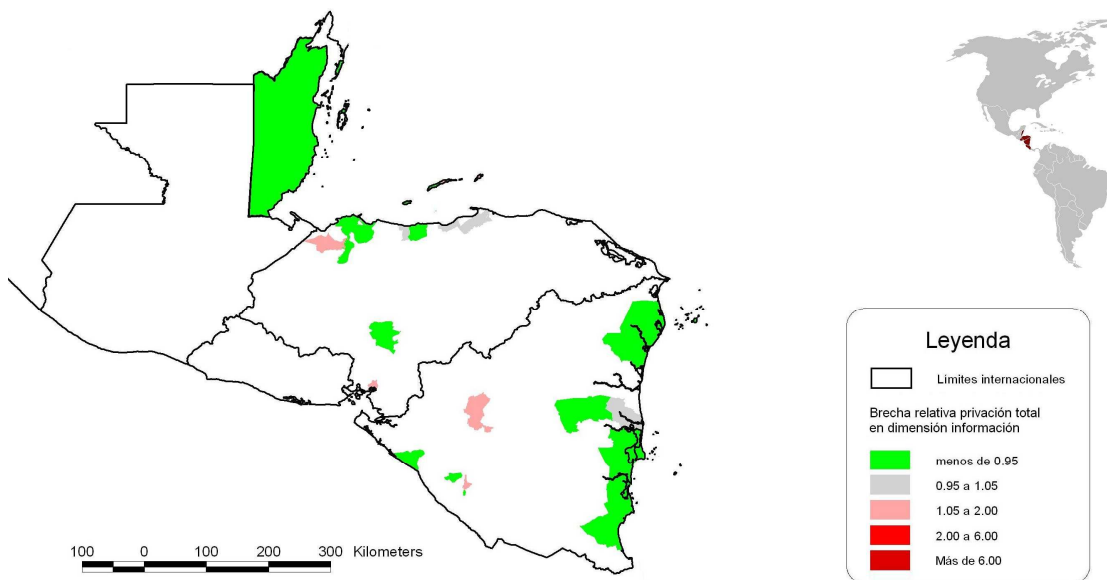 Leyenda
Límites internacionales
Brecha relativa privación total
en dimensión información
menos de 0.95
0.95 a 1.05
1.05 a 2.00
2.00 a 6.00
Más de 6.00
100 0 100 200 300 Kilometers